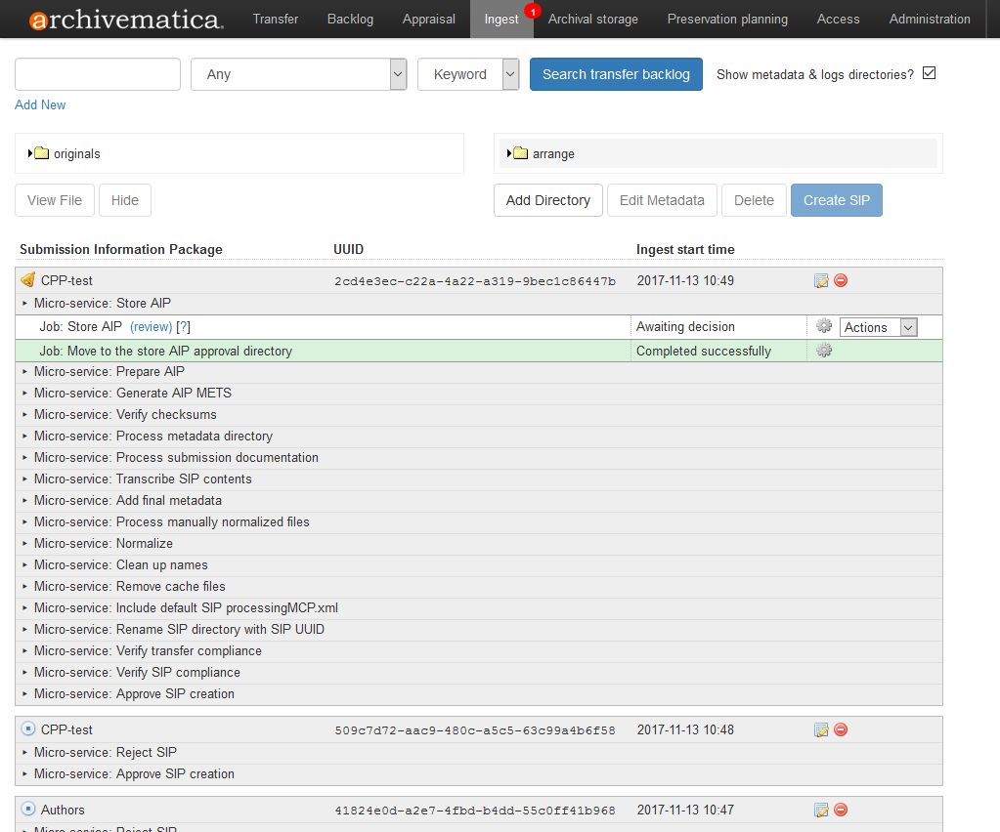 archivematica.
Transfer Backlog Appraisal Ingest 1 Archival storage Preservation planning Access Administration
Any Keyword Search transfer backlog Show metadata & logs directories?
Add New
originals arrange
View File Hide Add Directory Edit Metadata Delete Create SIP
Submission Information Package UUID Ingest start time
CPP-test 2cd4e3ec-c22a-4a22-a319-9bec1c86447b 2017-11-13 10:49
Micro-service: Store AIP
Job: Store AIP (review) [?] Awaiting decision Actions
Job: Move to the store AIP approval directory Completed successfully
Micro-service: Prepare AIP
Micro-service: Generate AIP METS
Micro-service: Verify checksums
Micro-service: Process metadata directory
Micro-service: Process submission documentation
Micro-service: Transcribe SIP contents
Micro-service: Add final metadata
Micro-service: Process manually normalized files
Micro-service: Normalize
Micro-service: Clean up names
Micro-service: Remove cache files
Micro-service: Include default SIP processingMCP.xml
Micro-service: Rename SIP directory with SIP UUID
Micro-service: Verify transfer compliance
Micro-service: Verify SIP compliance
Micro-service: Approve SIP creation
CPP-test 509c7d72-aac9-480c-a5c5-63c99a4b6f58 2017-11-13 10:48
Micro-service: Reject SIP
Micro-service: Approve SIP creation
Authors 41824e0d-a2e7-4fbd-b4dd-55c0ff41b968 2017-11-13 10:47
Micro-service: Reject SIP